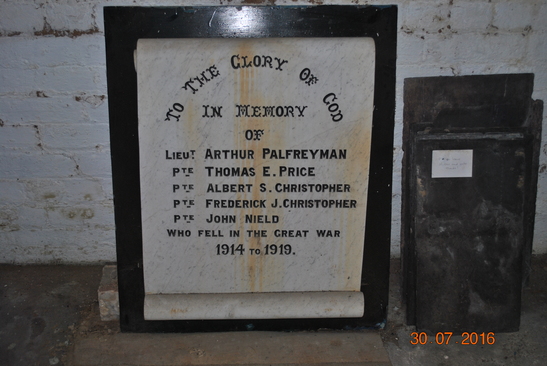 TO THE GLORY OF GOD
IN MEMORY
OF
LIEUT ARTHUR PALFREYMAN
PTE THOMAS E. PRICE
PTE ALBERT S. CHRISTOPHER
PTE FREDERICK J. CHRISTOPHER
PTE JOHN NIELD
WHO FELL IN THE GREAT WAR
1914 TO 1919.
30 07 2016